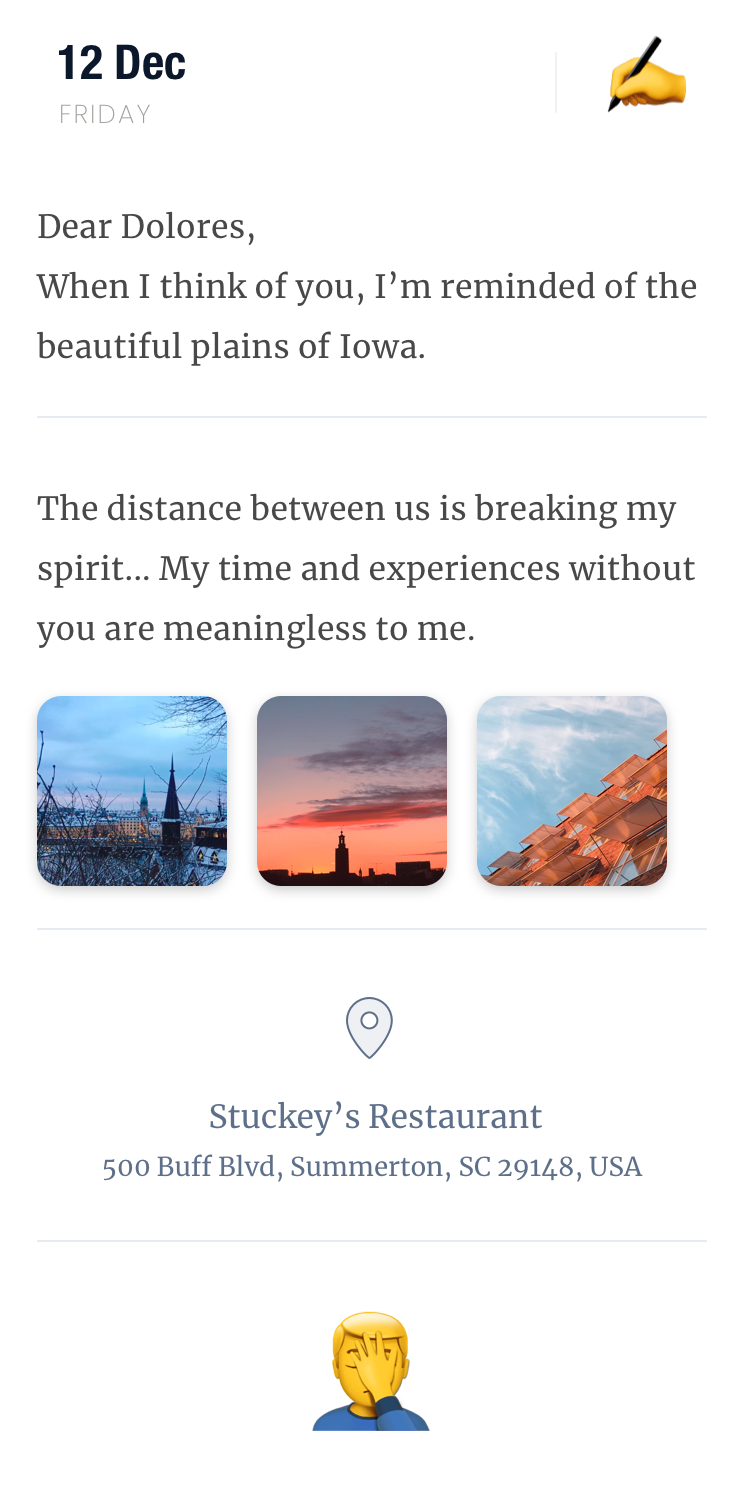 12 Dec
FRIDAY
Dear Dolores,
When I think of you, I’m reminded of the
beautiful plains of Iowa.
The distance between us is breaking my
spirit... My time and experiences without
you are meaningless to me.
Stuckey’s Restaurant
500 Buff Blvd, Summerton, SC 29148, USA